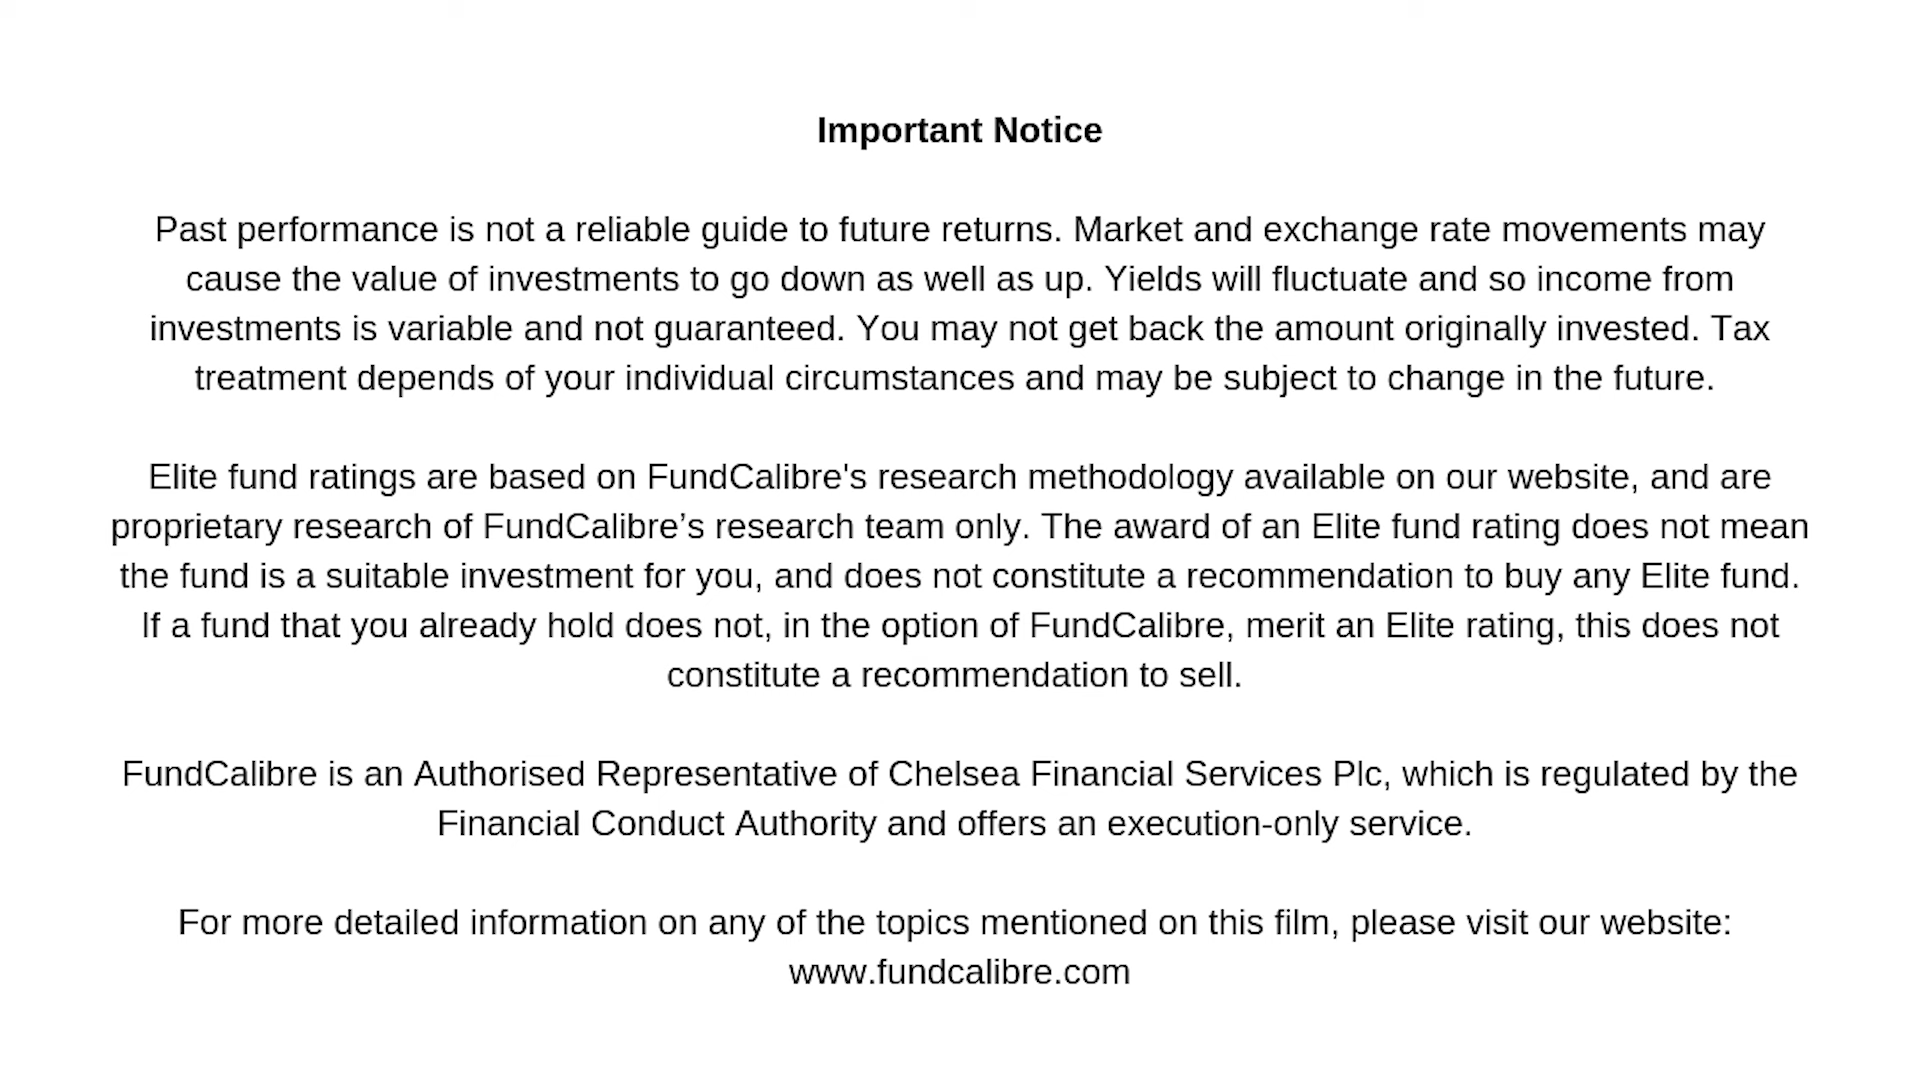 Important Notice
Past performance is not a reliable guide to future returns. Market and exchange rate movements may
cause the value of investments to go down as well as up. Yields will fluctuate and so income from
investments is variable and not guaranteed. You may not get back the amount originally invested. Tax
treatment depends of your individual circumstances and may be subject to change in the future.
Elite fund ratings are based on FundCalibre's research methodology available on our website, and are
proprietary research of FundCalibre’s research team only. The award of an Elite fund rating does not mean
the fund is a suitable investment for you, and does not constitute a recommendation to buy any Elite fund.
If a fund that you already hold does not, in the option of FundCalibre, merit an Elite rating, this does not
constitute a recommendation to sell.
FundCalibre is an Authorised Representative of Chelsea Financial Services Plc, which is regulated by the
Financial Conduct Authority and offers an execution-only service.
For more detailed information on any of the topics mentioned on this film, please visit our website:
www.fundcalibre.com